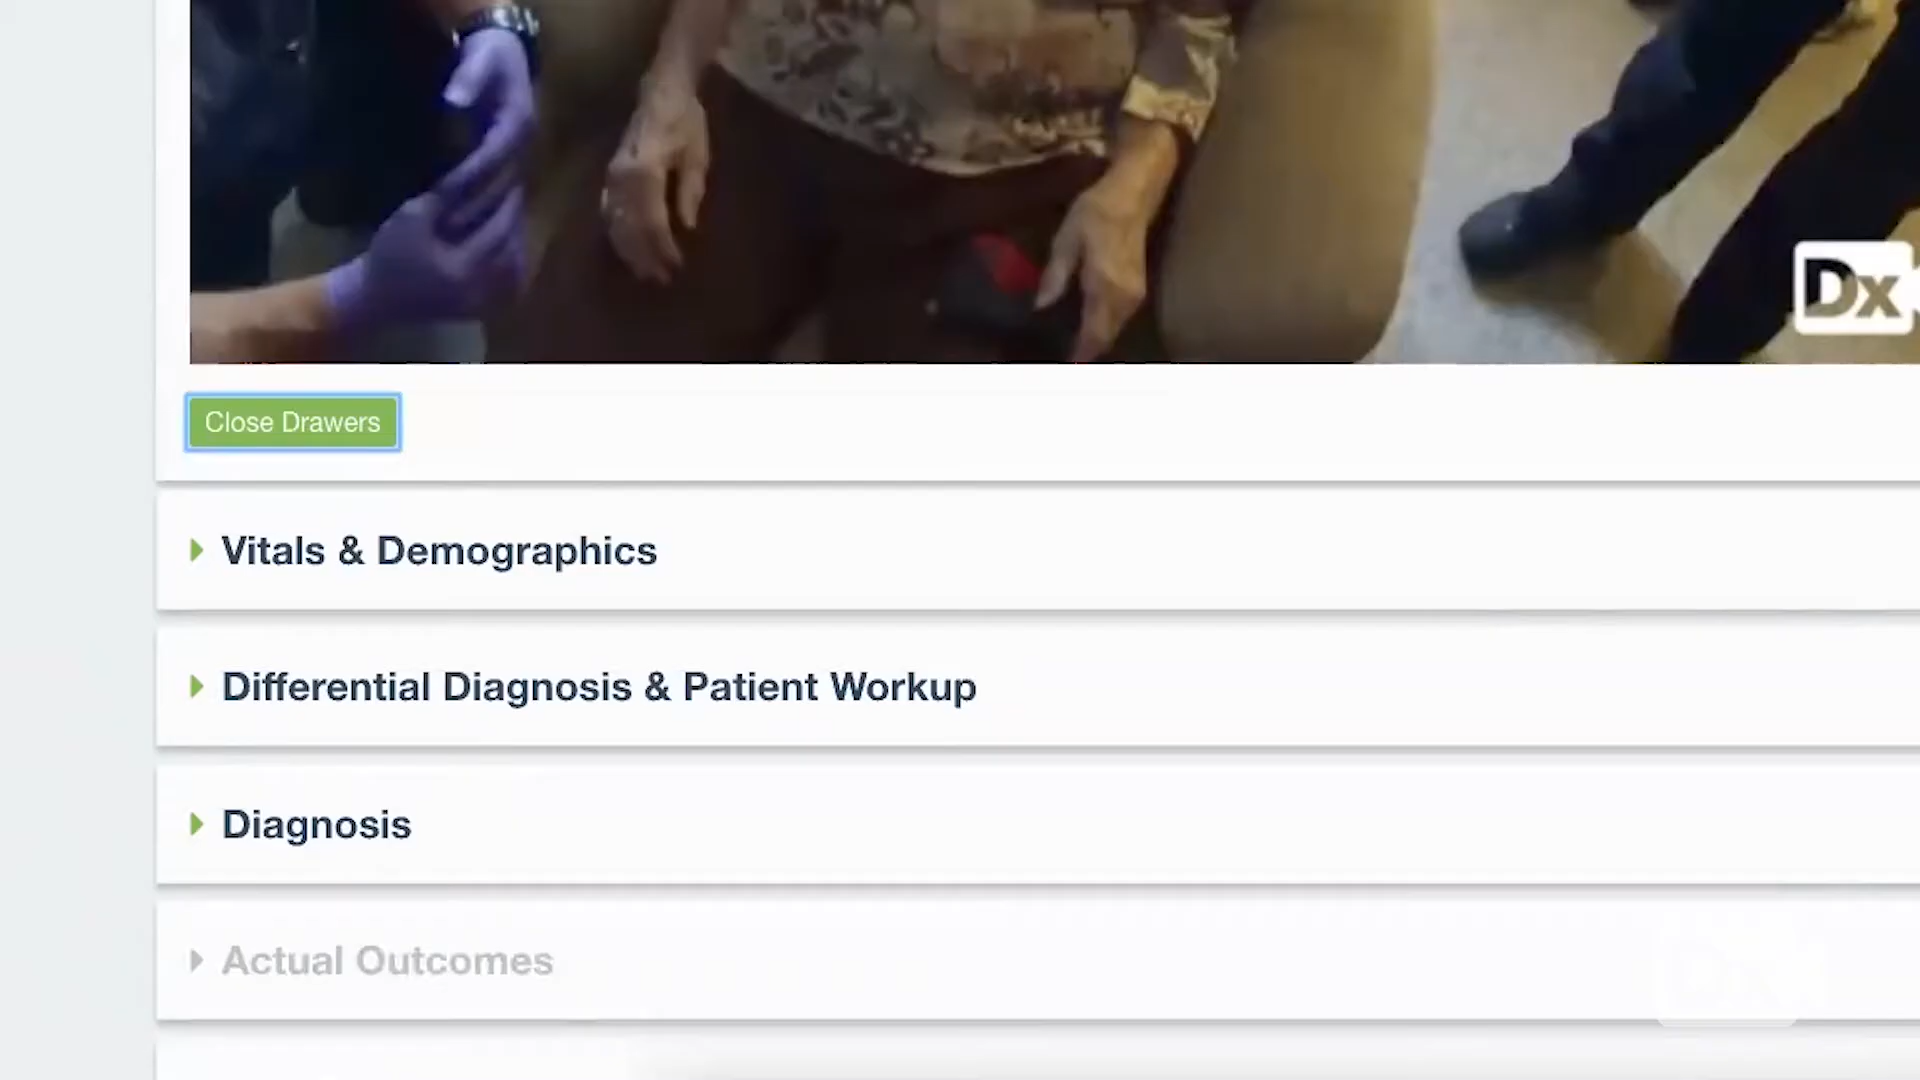 Dx
Close Drawers
Vitals & Demographics
Differential Diagnosis & Patient Workup
Diagnosis
Actual Outcomes